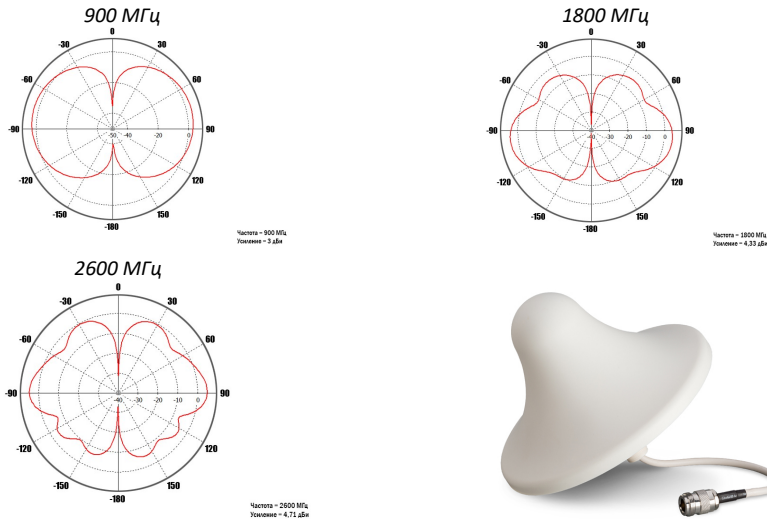 900 МГц
0
-30 30
-60 60
-90 -50 -40 -20 0 90
-120 120
-150 150
-180
Частота = 900 МГц
Усиление = 3 дБи
1800 МГц
0
-30 30
-60 60
-90 -40 -30 -20 -10 0 90
-120 120
-150 150
-180
Частота = 1800 МГц
Усиление = 4,33 дБи
2600 МГц
0
-30 30
-60 60
-90 -40 -30 -20 -10 0 90
-120 120
-150 150
-180
Частота = 2600 МГц
Усиление = 4,71 дБи